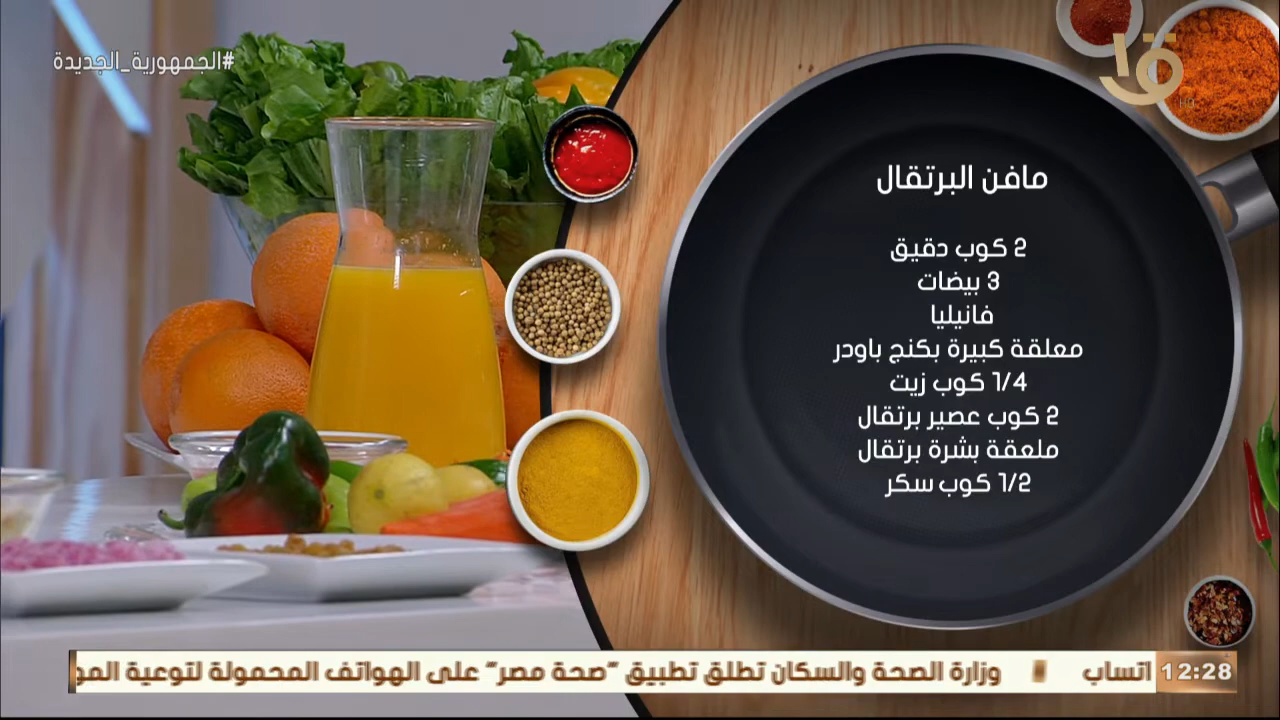 #الجمهورية_الجديدة
مافن البرتقال
2 كوب دقيق
3 بيضات
فانيليا
معلقة كبيرة بكنج باودر
1/4 كوب زيت
2 كوب عصير برتقال
ملعقة بشرة برتقال
1/2 كوب سكر
12:28 اتساب وزارة الصحة والسكان تطلق تطبيق "صحة مصر" على الهواتف المحمولة لتوعية
HD